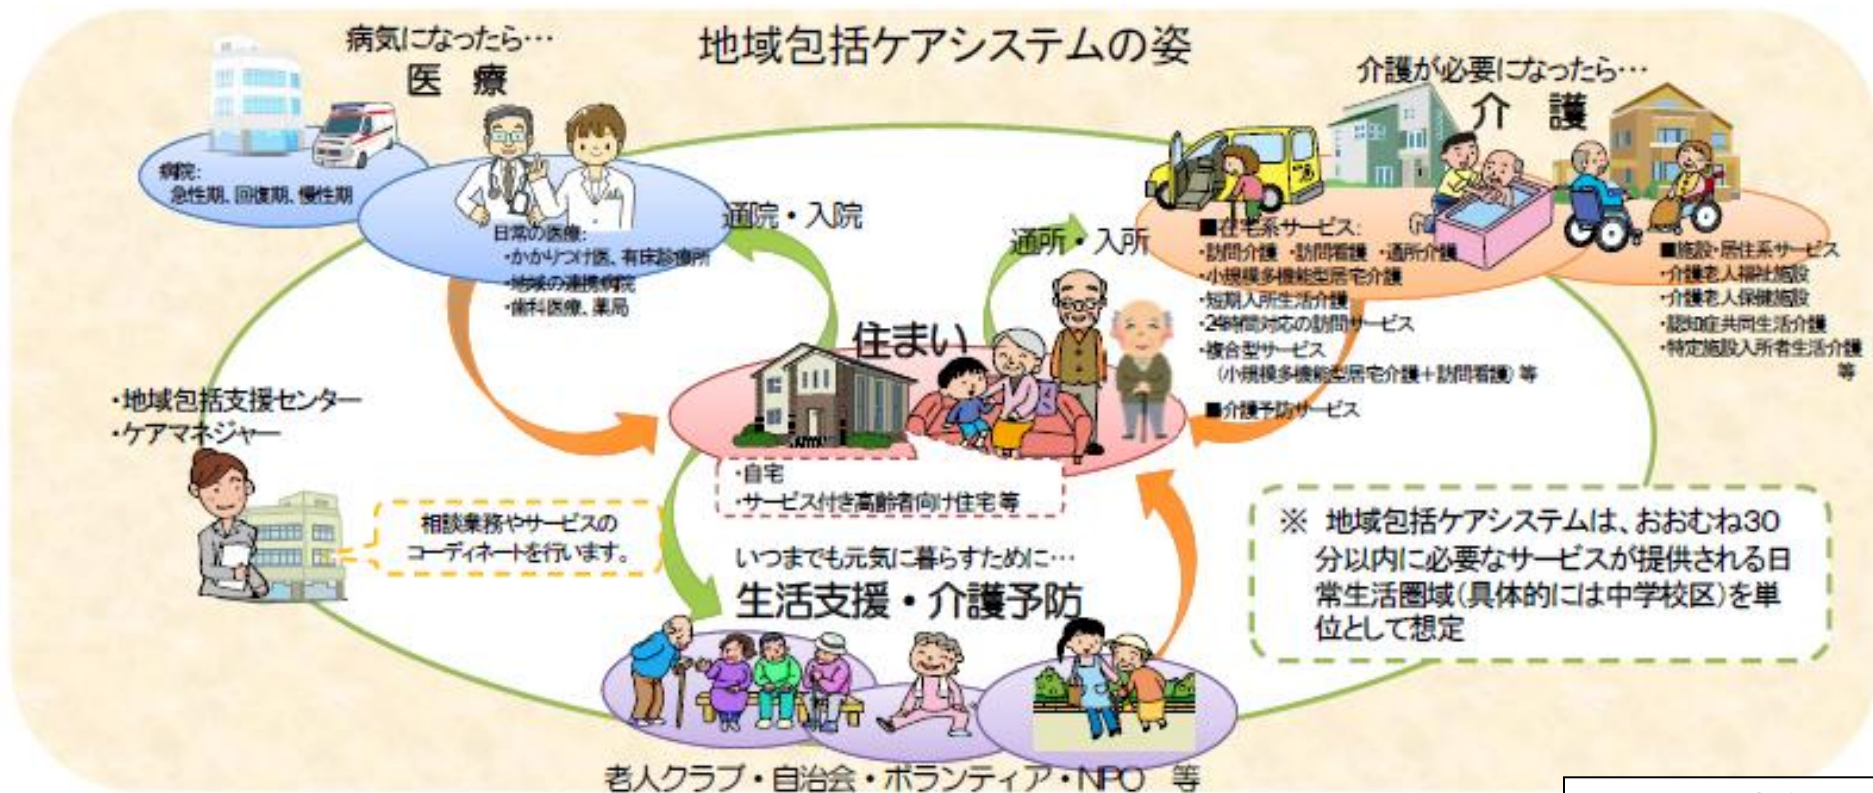 地域包括ケアシステムの姿
病気になったら…
医 療
病院:
急性期、回復期、慢性期
日常の医療:
・かかりつけ医、有床診療所
・地域の連携病院
・歯科医療、薬局
通院・入院
通所・入所
介護が必要になったら…
介 護
■在宅系サービス:
・訪問介護 ・訪問看護 ・通所介護
・小規模多機能型居宅介護
・短期入所生活介護
・24時間対応の訪問サービス
・複合型サービス
(小規模多機能型居宅介護+訪問看護) 等
■介護予防サービス
■施設・居住系サービス
・介護老人福祉施設
・介護老人保健施設
・認知症共同生活介護
・特定施設入所者生活介護
等
住まい
・自宅
・サービス付き高齢者向け住宅 等
・地域包括支援センター
・ケアマネジャー
相談業務やサービスの
コーディネートを行います。
いつまでも元気に暮らすために…
生活支援・介護予防
老人クラブ・自治会・ボランティア・NPO 等
※ 地域包括ケアシステムは、おおむね30
分以内に必要なサービスが提供される日
常生活圏域(具体的には中学校区)を単
位として想定